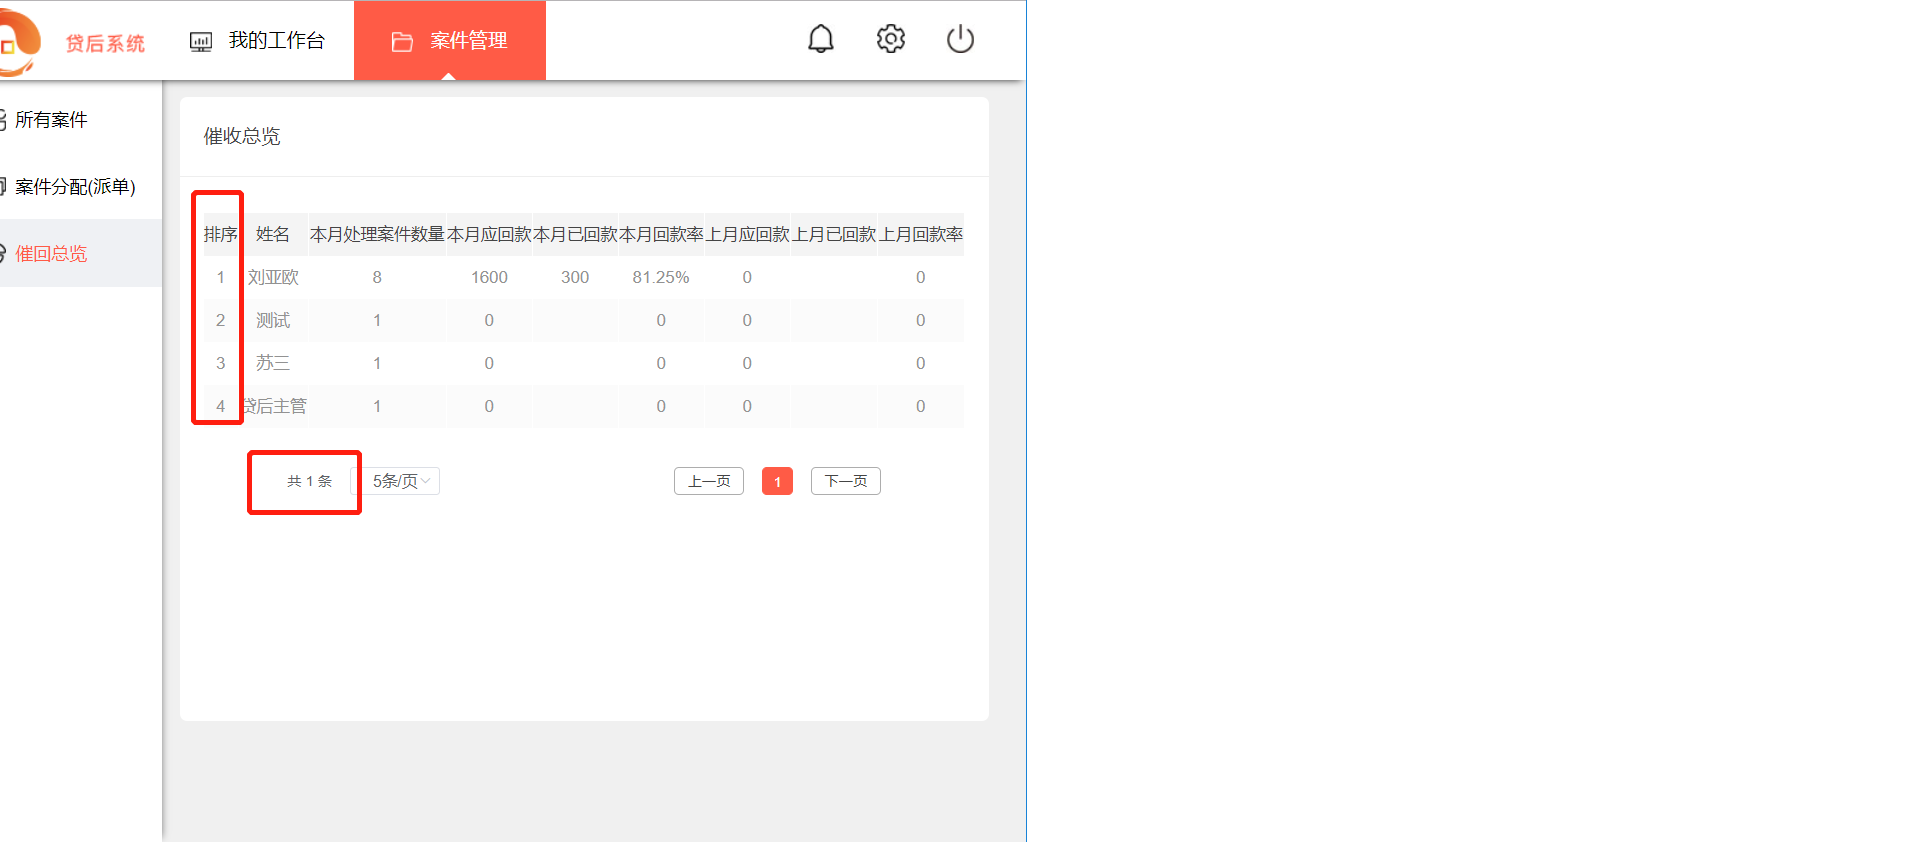 贷后系统 我的工作台 案件管理
所有案件
案件分配(派单)
催回总览
催收总览
排序 姓名 本月处理案件数量 本月应回款 本月已回款 本月回款率 上月应回款 上月已回款 上月回款率
1 刘亚欧 8 1600 300 81.25% 0 0
2 测试 1 0 0 0 0
3 苏三 1 0 0 0 0
4 贷后主管 1 0 0 0 0
共 1 条 5条/页 上一页 1 下一页